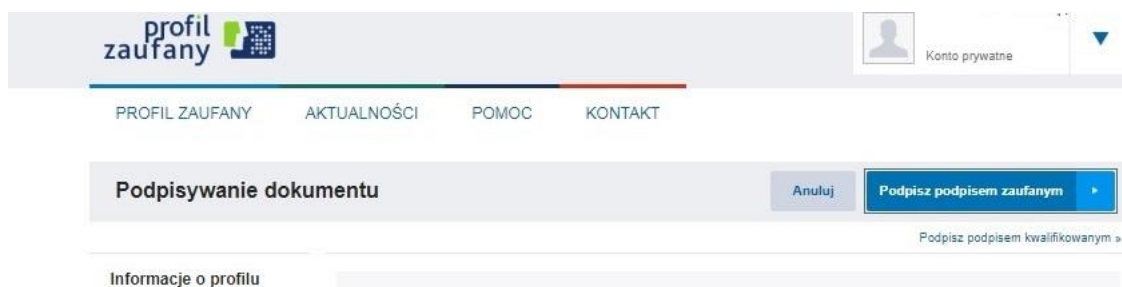 profil
zaufany
Konto prywatne
PROFIL ZAUFANY AKTUALNOŚCI POMOC KONTAKT
Podpisywanie dokumentu
Anuluj
Podpisz podpisem zaufanym
Podpisz podpisem kwalifikowanym »
Informacje o profilu